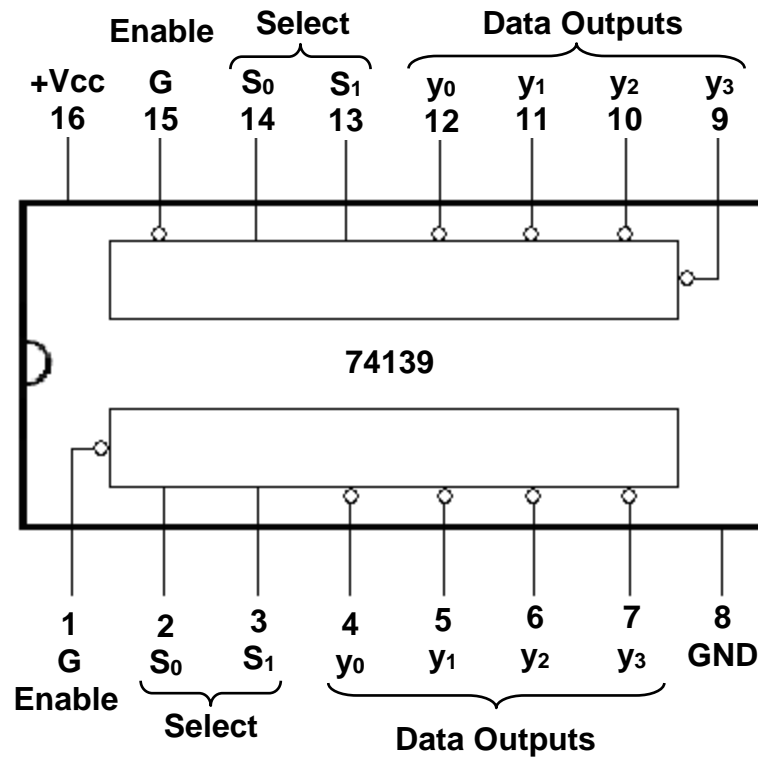 Enable Select Data Outputs
+Vcc G S₀ S₁ y₀ y₁ y₂ y₃
16 15 14 13 12 11 10 9
74139
1 2 3 4 5 6 7 8
G S₀ S₁ y₀ y₁ y₂ y₃ GND
Enable Select Data Outputs